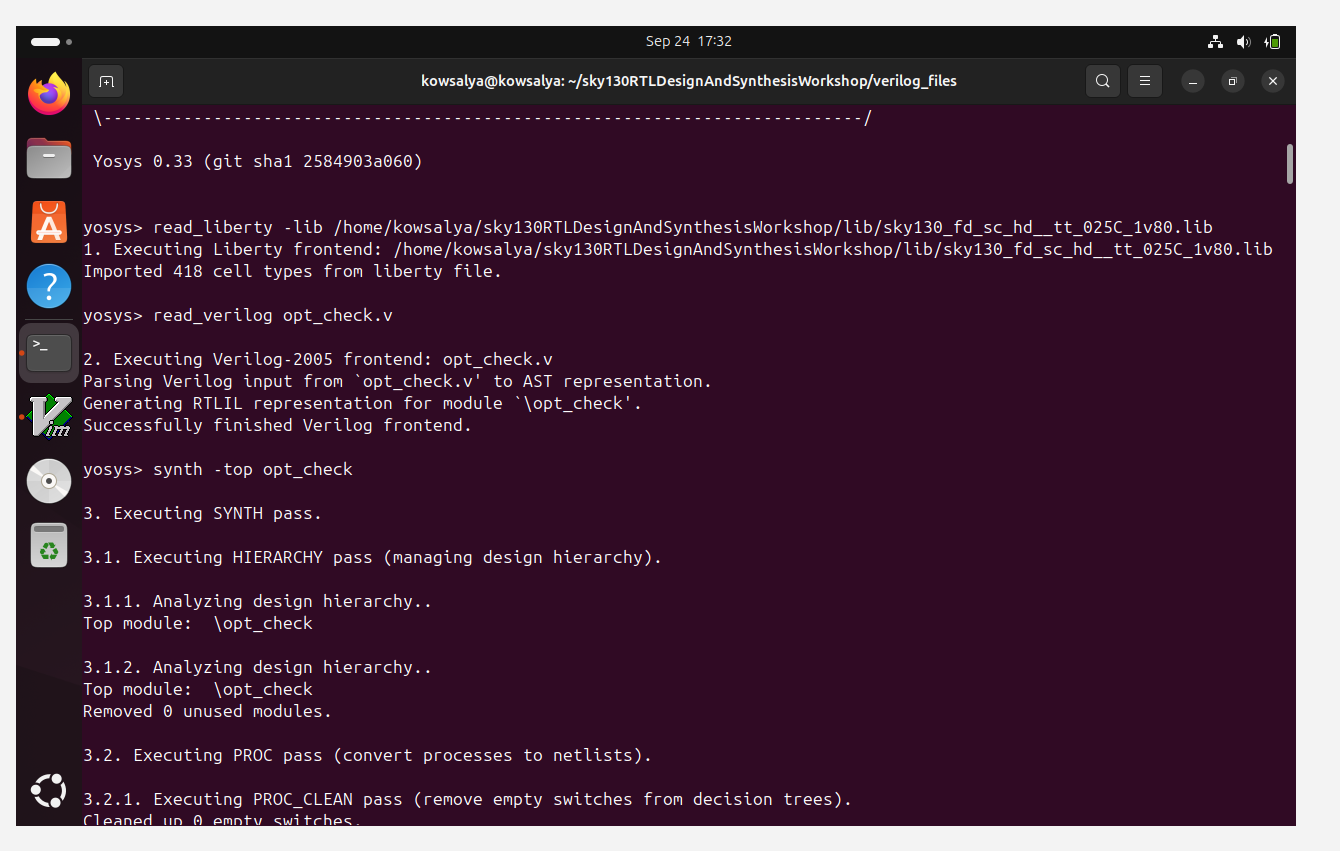 Sep 24 17:32
kowsalya@kowsalya: ~/sky130RTLDesignAndSynthesisWorkshop/verilog_files
\----------------------------------------------------------------------------/
Yosys 0.33 (git sha1 2584903a060)
yosys> read_liberty -lib /home/kowsalya/sky130RTLDesignAndSynthesisWorkshop/lib/sky130_fd_sc_hd__tt_025C_1v80.lib
1. Executing Liberty frontend: /home/kowsalya/sky130RTLDesignAndSynthesisWorkshop/lib/sky130_fd_sc_hd__tt_025C_1v80.lib
Imported 418 cell types from liberty file.
yosys> read_verilog opt_check.v
2. Executing Verilog-2005 frontend: opt_check.v
Parsing Verilog input from `opt_check.v' to AST representation.
Generating RTLIL representation for module `\opt_check'.
Successfully finished Verilog frontend.
yosys> synth -top opt_check
3. Executing SYNTH pass.
3.1. Executing HIERARCHY pass (managing design hierarchy).
3.1.1. Analyzing design hierarchy..
Top module:  \opt_check
3.1.2. Analyzing design hierarchy..
Top module:  \opt_check
Removed 0 unused modules.
3.2. Executing PROC pass (convert processes to netlists).
3.2.1. Executing PROC_CLEAN pass (remove empty switches from decision trees).
Cleaned up 0 empty switches.